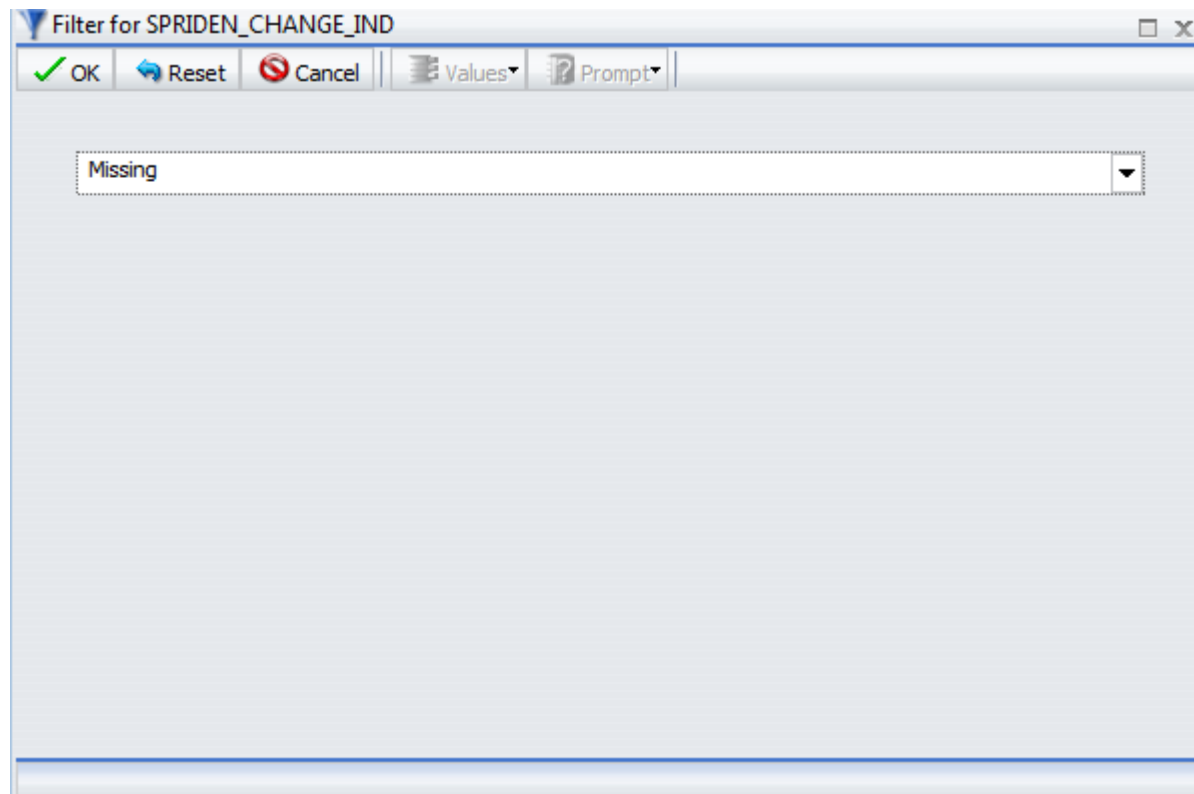 Filter for SPRIDEN_CHANGE_IND
OK Reset Cancel Values Prompt
Missing